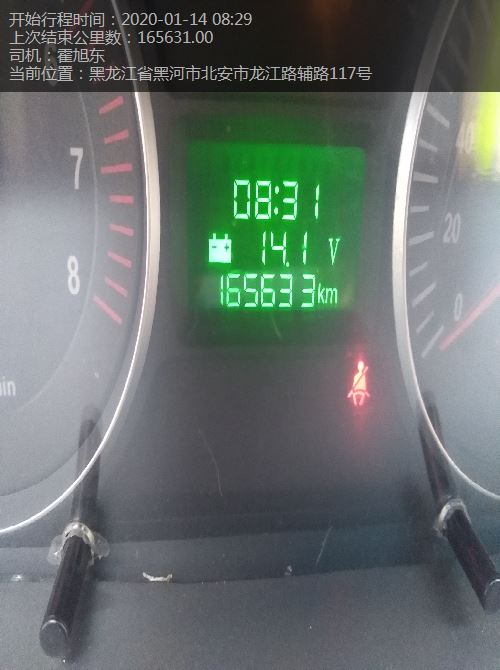 开始行程时间：2020-01-14 08:29
上次结束公里数：165631.00
司机：霍旭东
当前位置：黑龙江省黑河市北安市龙江路辅路117号
08:31
14.1 V
165633km
7
8
40
20
0